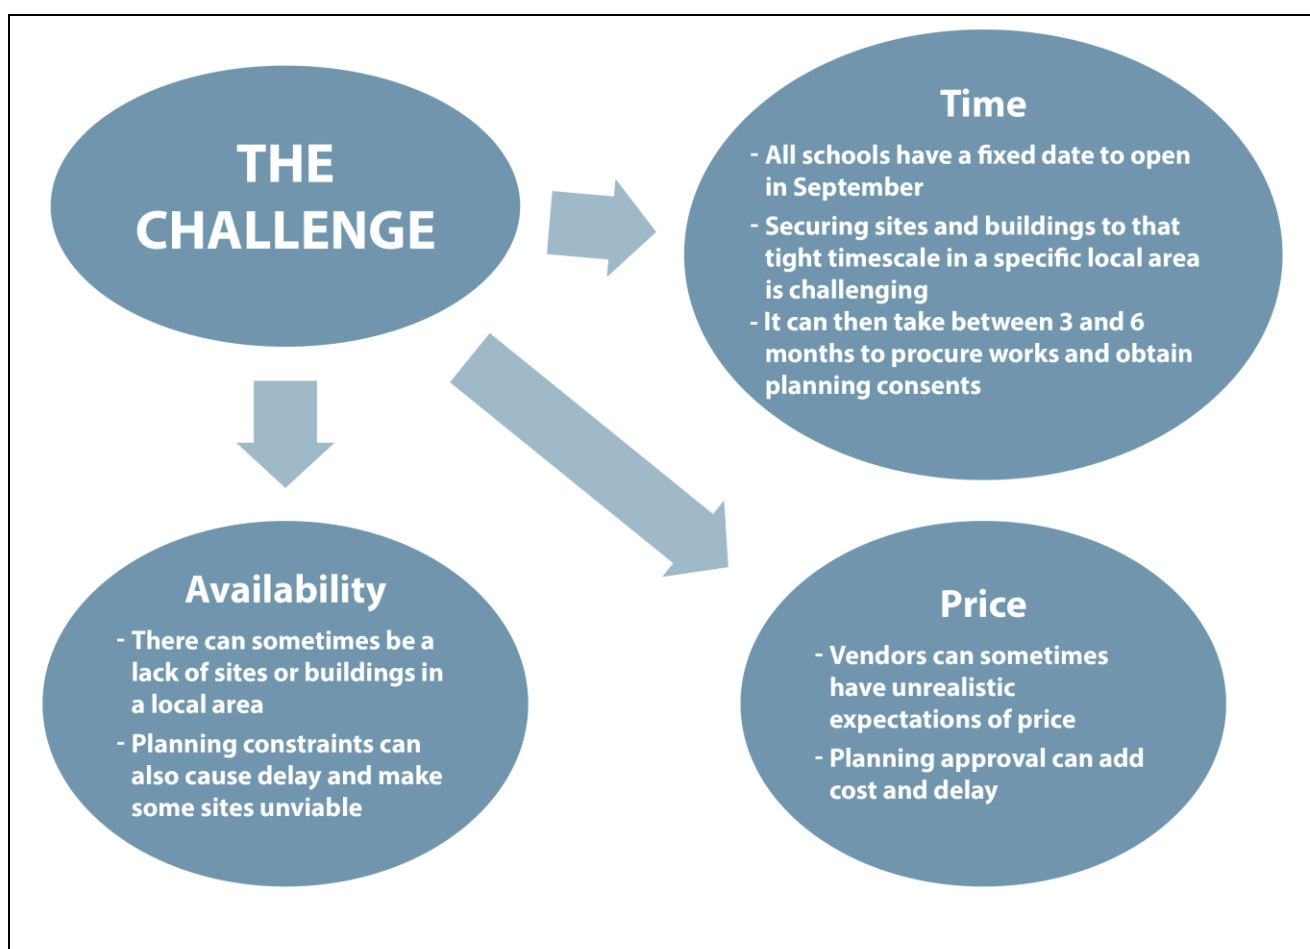 THE
CHALLENGE
Time
- All schools have a fixed date to open
in September
- Securing sites and buildings to that
tight timescale in a specific local area
is challenging
- It can then take between 3 and 6
months to procure works and obtain
planning consents
Availability
- There can sometimes be a
lack of sites or buildings in
a local area
- Planning constraints can
also cause delay and make
some sites unviable
Price
- Vendors can sometimes
have unrealistic
expectations of price
- Planning approval can add
cost and delay